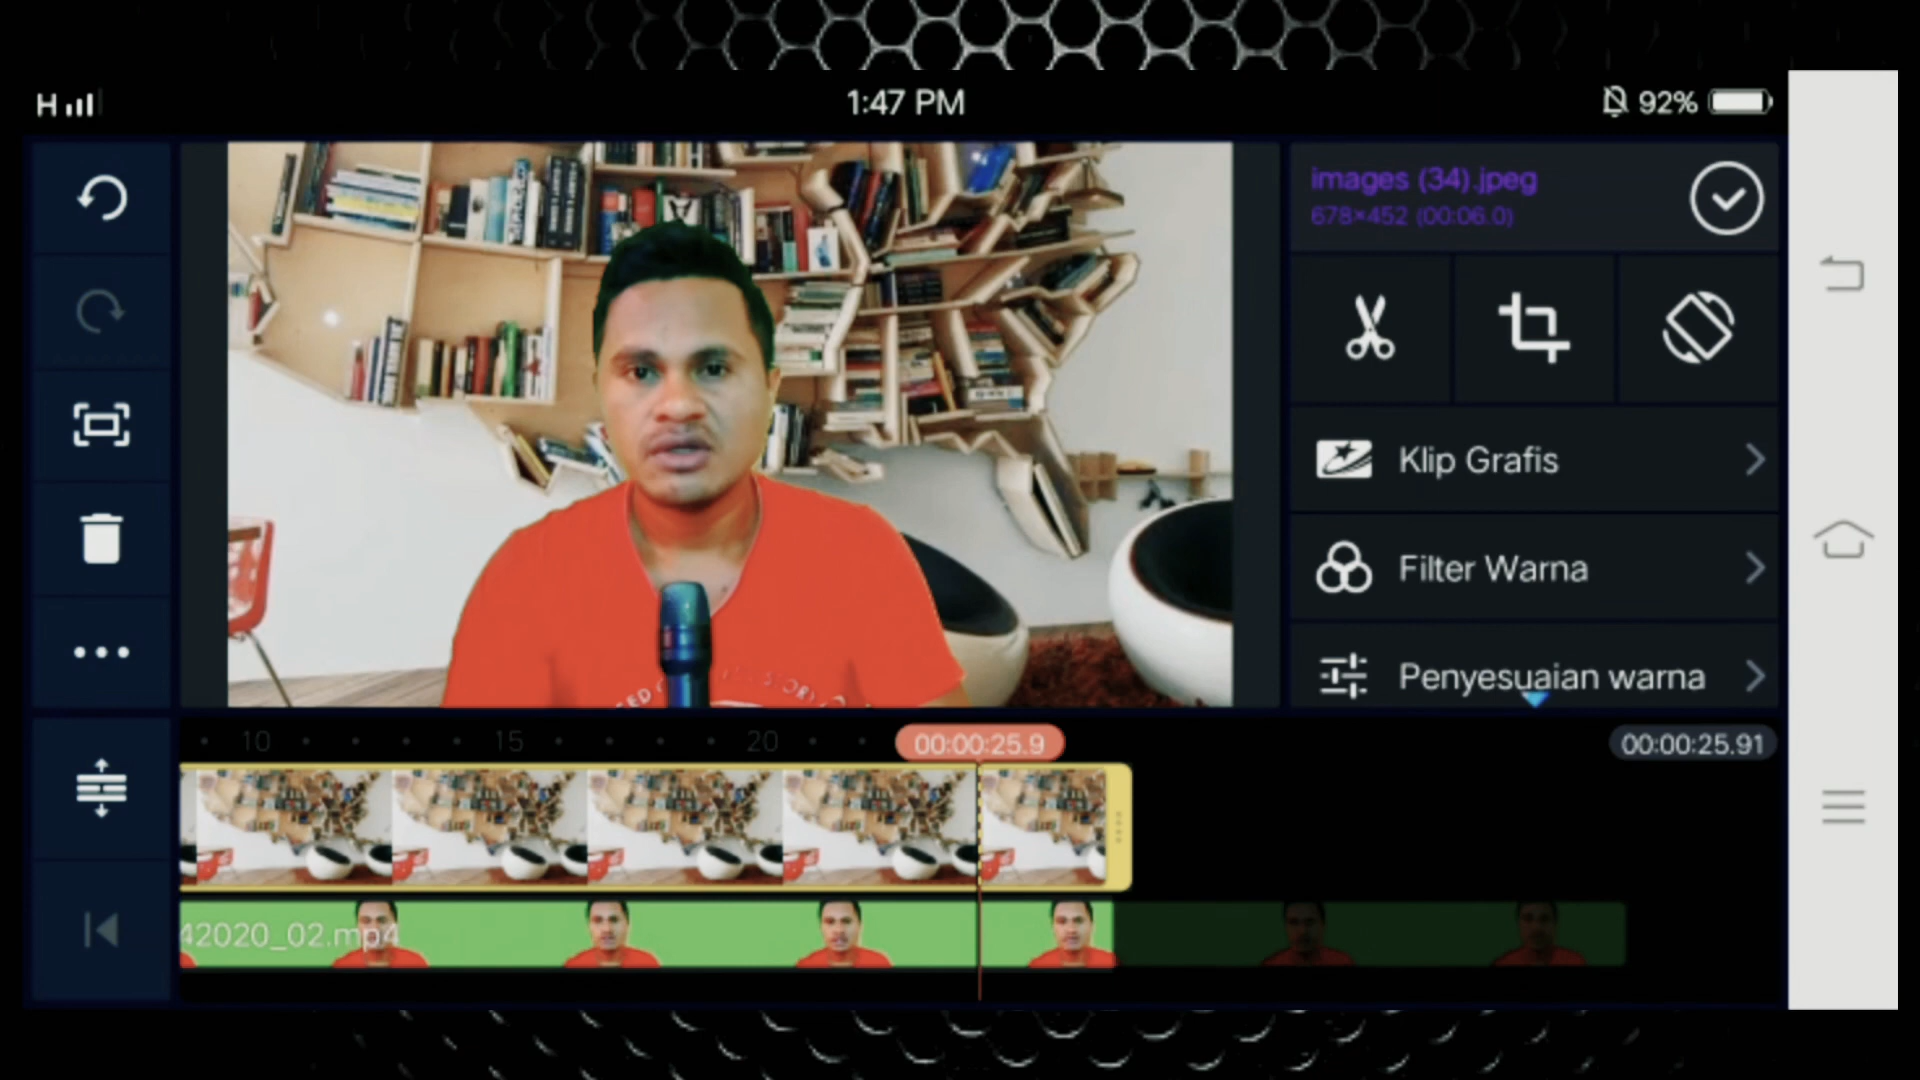 H
1:47 PM
92%
images (34).jpeg
678×452 (00:06.0)
Klip Grafis
Filter Warna
Penyesuaian warna
10
15
20
00:00:25.9
00:00:25.91
42020_02.mp4